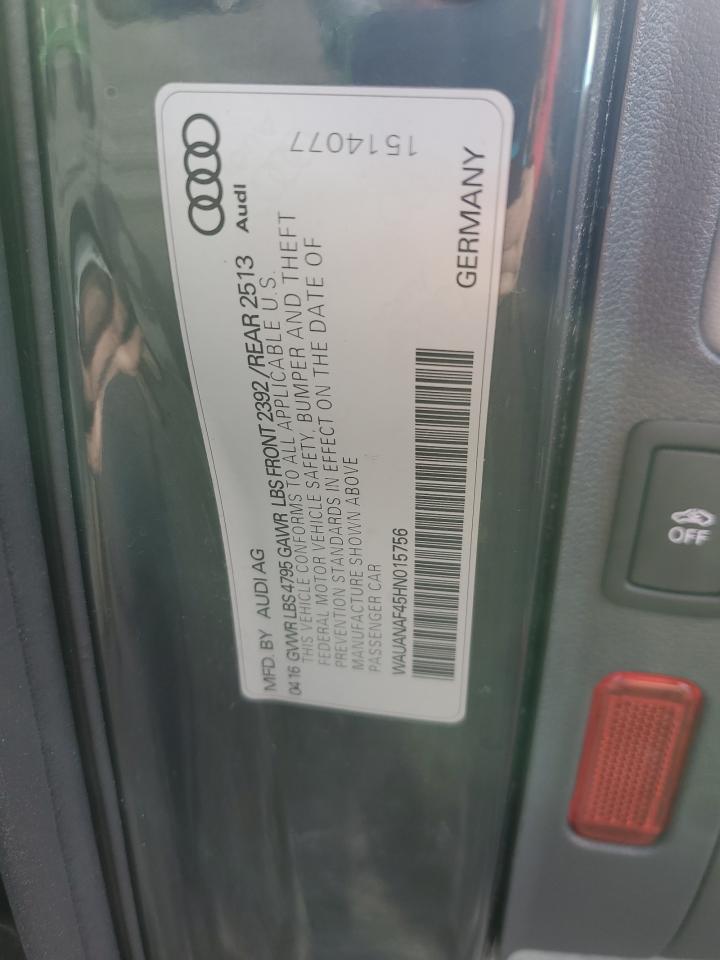 Audi
MFD. BY AUDI AG
0416 GVWR LBS 4795 GAWR LBS FRONT 2392/REAR 2513
THIS VEHICLE CONFORMS TO ALL APPLICABLE U.S.
FEDERAL MOTOR VEHICLE SAFETY, BUMPER AND THEFT
PREVENTION STANDARDS IN EFFECT ON THE DATE OF
MANUFACTURE SHOWN ABOVE
PASSENGER CAR
WAUANAF45HN015756
GERMANY
1514077
OFF